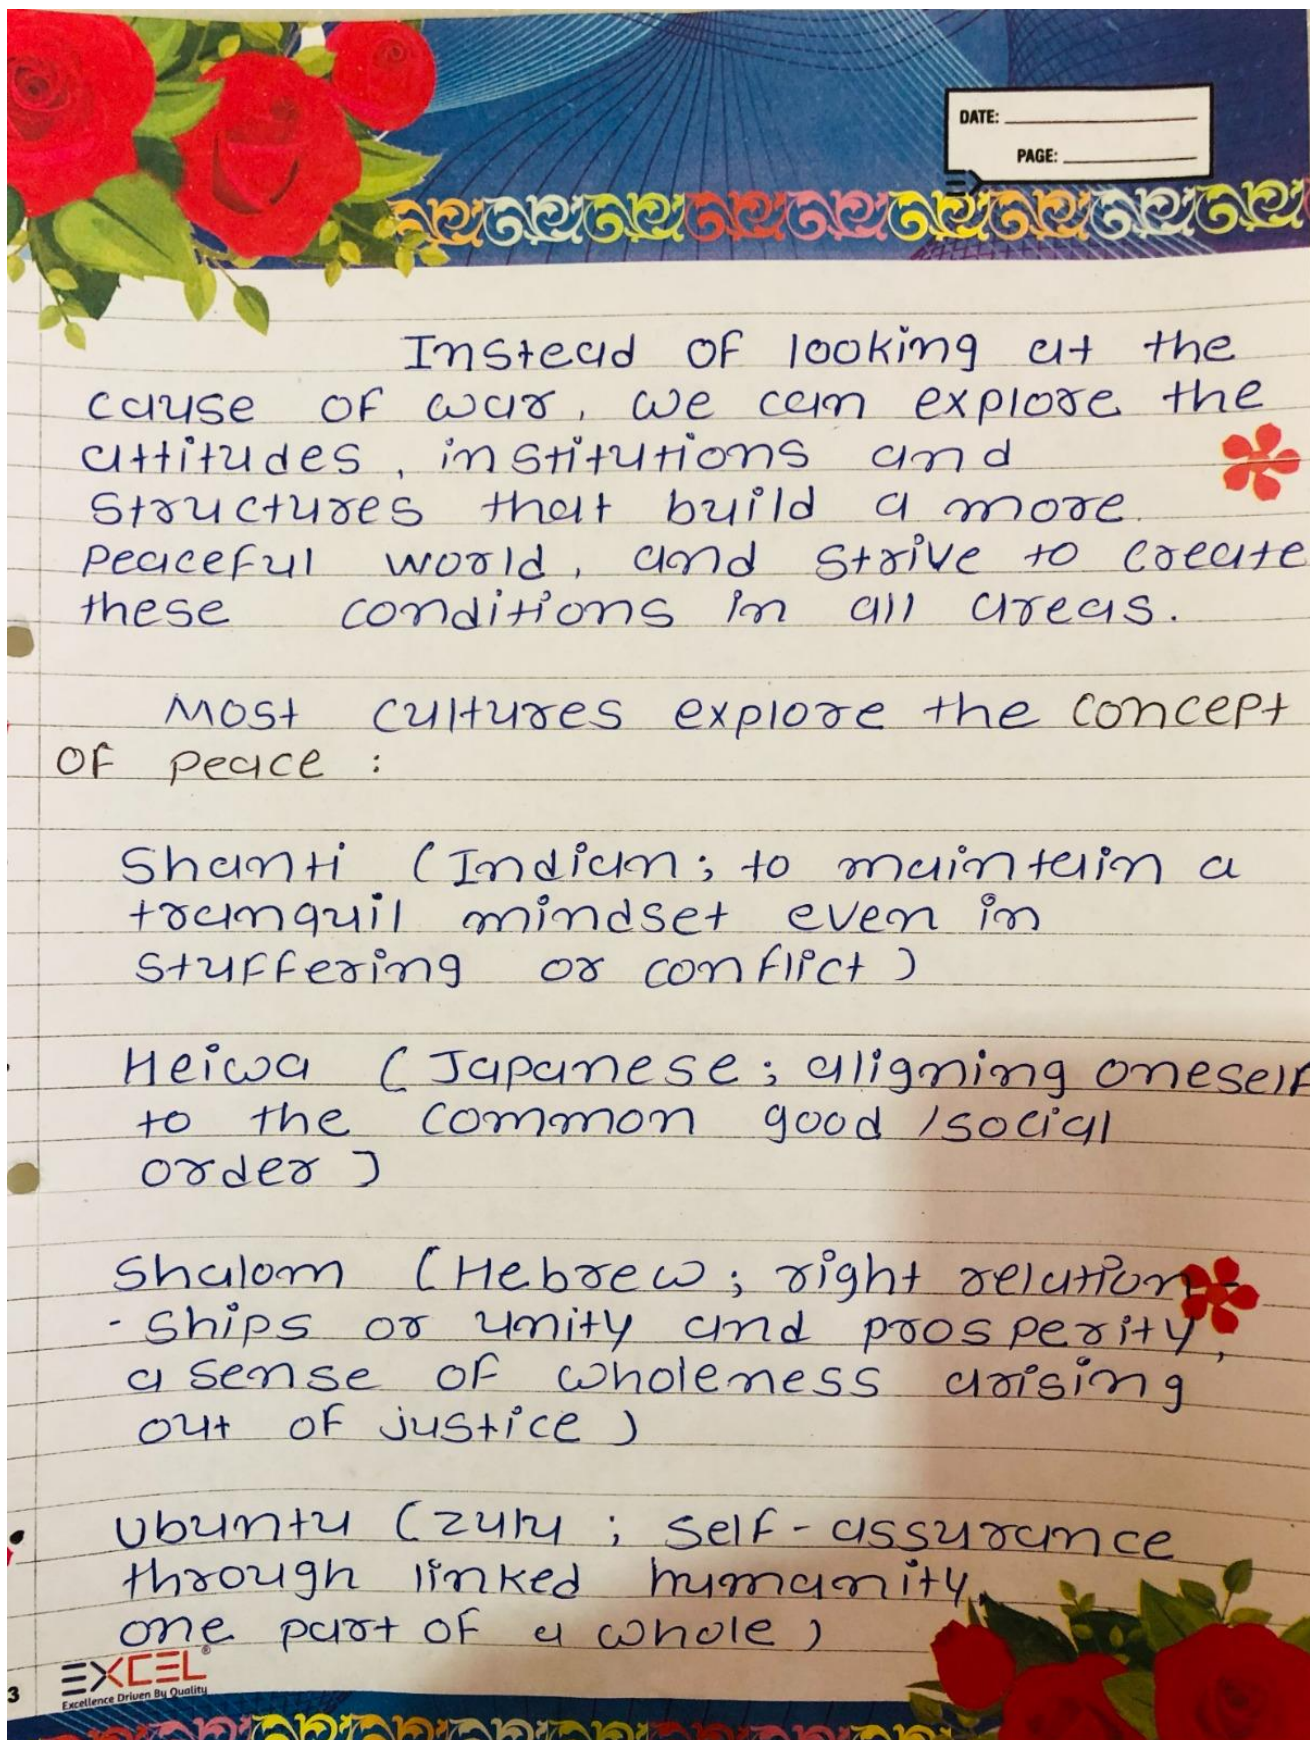 DATE:
PAGE:
Instead of looking at the
cause of war, we can explore the
attitudes, institutions and
structures that build a more
peaceful world, and strive to create
these conditions in all areas.
Most cultures explore the concept
of peace :
Shanti (Indian; to maintain a
tranquil mindset even in
stuffering or conflict)
Heiwa (Japanese; aligning oneself
to the common good /social
order)
Shalom (Hebrew; right relation-
-ships or unity and prosperity,
a sense of wholeness arising
out of justice)
Ubuntu (zulu ; self-assurance
through linked humanity,
one part of a whole)
EXCEL®
Excellence Driven By Quality
3